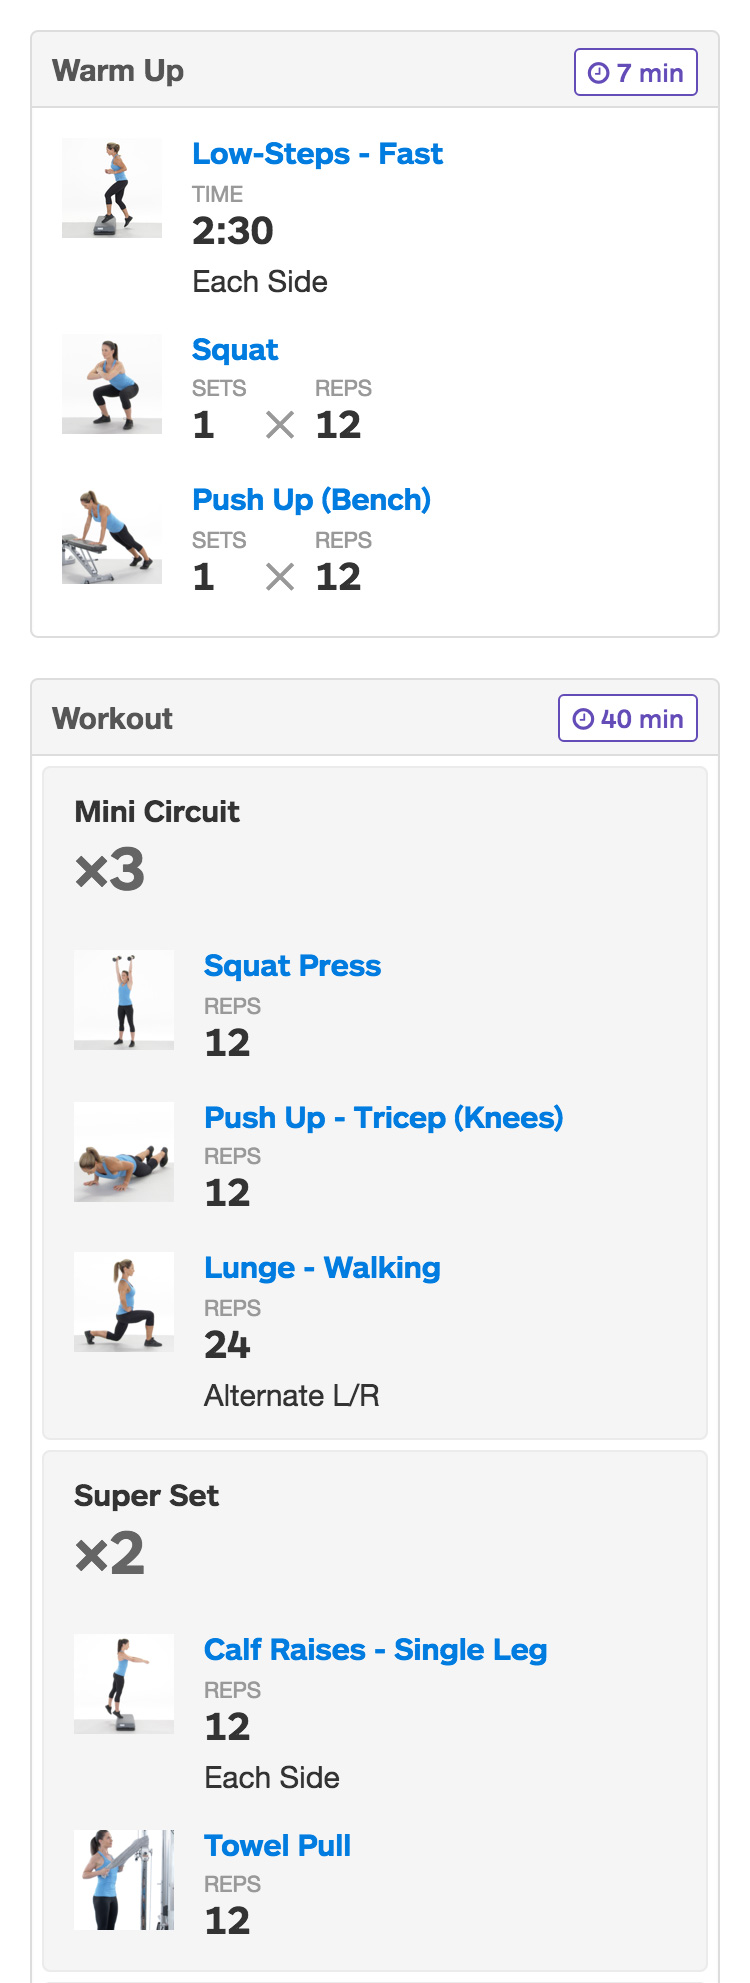 Warm Up
7 min
Low-Steps - Fast
TIME
2:30
Each Side
Squat
SETS REPS
1 × 12
Push Up (Bench)
SETS REPS
1 × 12
Workout
40 min
Mini Circuit
×3
Squat Press
REPS
12
Push Up - Tricep (Knees)
REPS
12
Lunge - Walking
REPS
24
Alternate L/R
Super Set
×2
Calf Raises - Single Leg
REPS
12
Each Side
Towel Pull
REPS
12